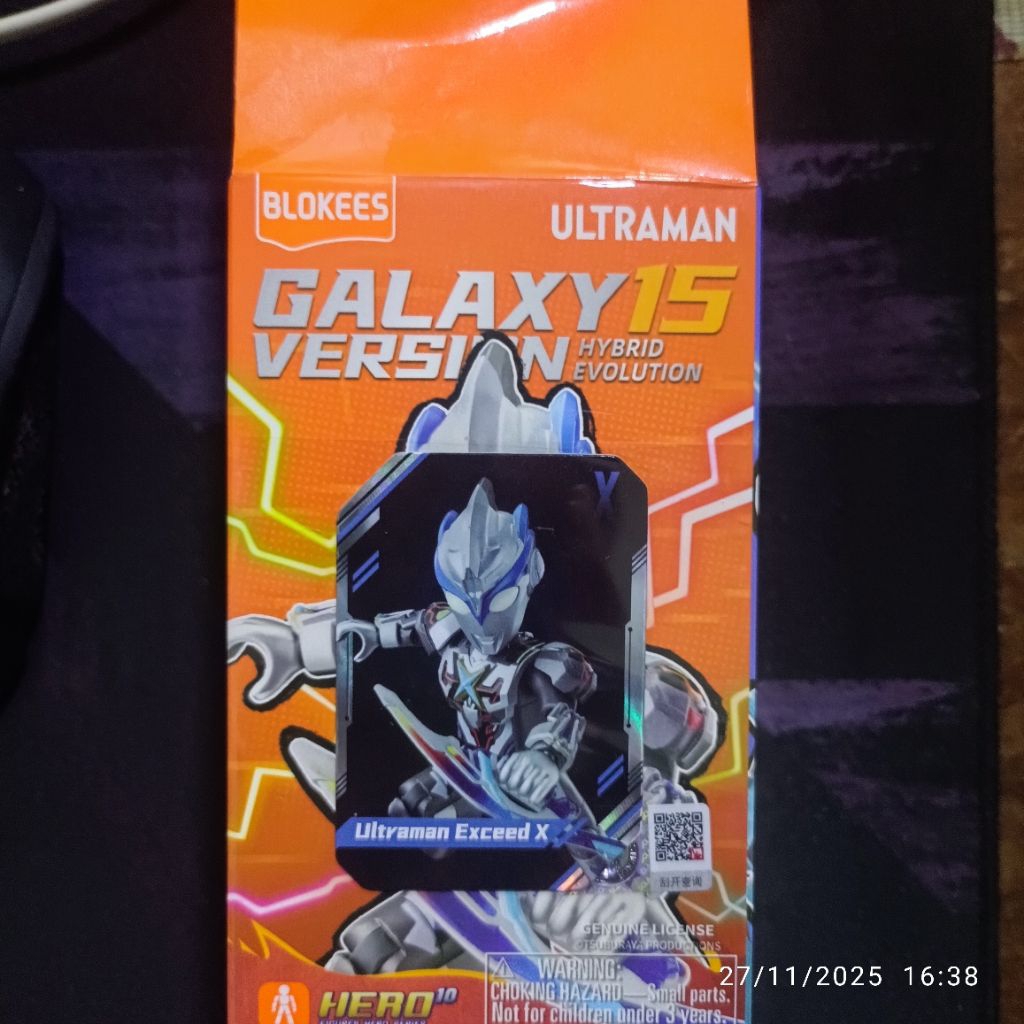 BLOKEES
ULTRAMAN
GALAXY 15
VERSION HYBRID
EVOLUTION
X
Ultraman Exceed X
刮开查询
GENUINE LICENSE
©TSUBURAYA PRODUCTIONS
WARNING:
CHOKING HAZARD—Small parts.
Not for children under 3 years.
HERO10
27/11/2025 16:38